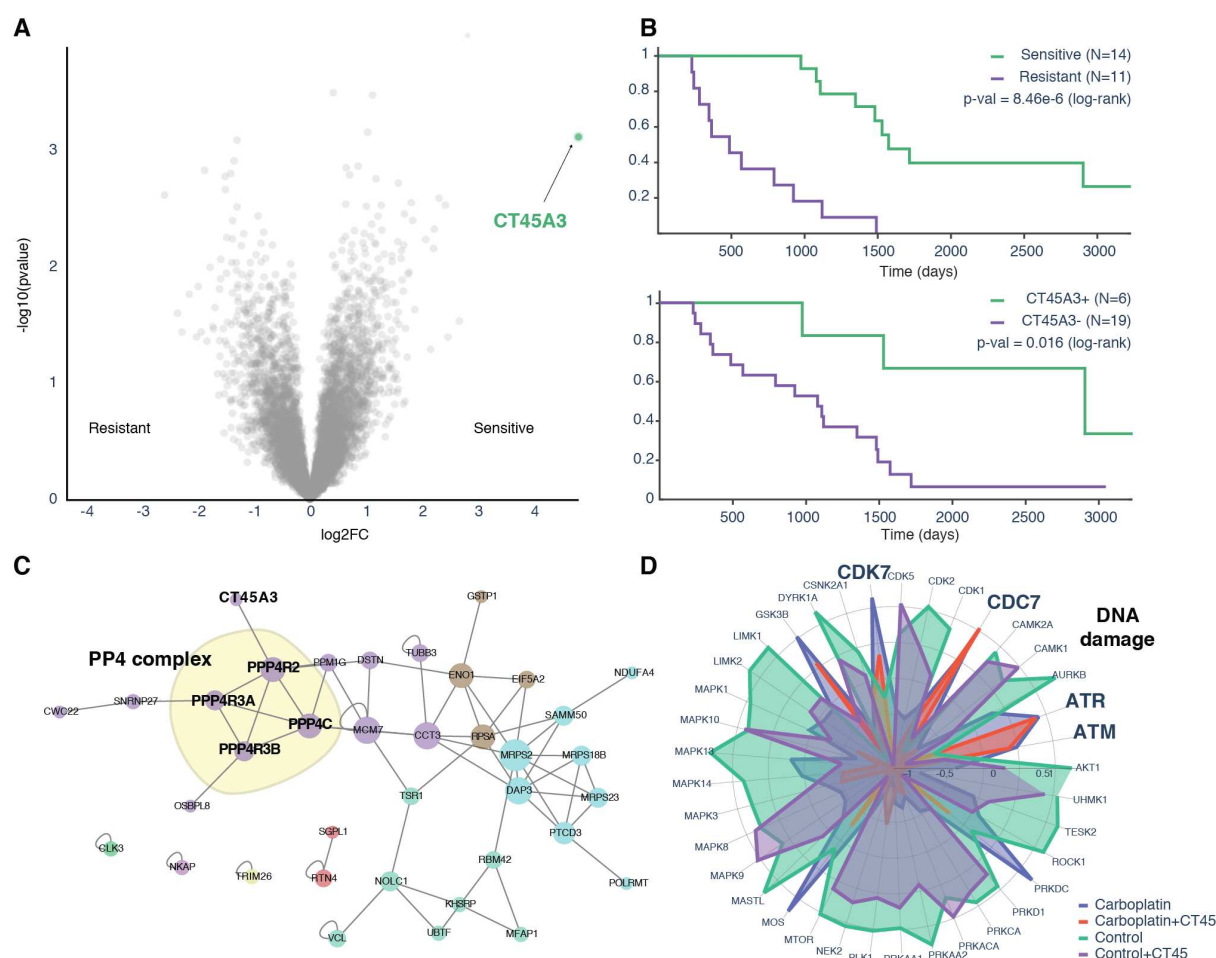 A
3
2
1
0
-log10(pvalue)
CT45A3
Resistant
Sensitive
-4 -3 -2 -1 0 1 2 3 4
log2FC
B
1
0.8
0.6
0.4
0.2
Sensitive (N=14)
Resistant (N=11)
p-val = 8.46e-6 (log-rank)
500 1000 1500 2000 2500 3000
Time (days)
1
0.8
0.6
0.4
0.2
0
CT45A3+ (N=6)
CT45A3- (N=19)
p-val = 0.016 (log-rank)
500 1000 1500 2000 2500 3000
Time (days)
C
CT45A3
PP4 complex
PPP4R2
PPP4R3A
PPP4C
PPP4R3B
CWC22
SNRNP27
OSBPL8
PPM1G
DSTN
TUBB3
GSTP1
ENO1
EIF5A2
NDUFA4
SAMM50
MCM7
CCT3
RPSA
MRPS2
MRPS18B
DAP3
MRPS23
PTCD3
POLRMT
TSR1
CLK3
NKAP
TRIM26
SGPL1
RTN4
NOLC1
RBM42
KHSRP
UBTF
MFAP1
VCL
D
CDK7
CDK5
CDK2
CDK1
CDC7
CAMK2A
CAMK1
AURKB
DNA
damage
ATR
ATM
AKT1
UHMK1
TESK2
ROCK1
PRKDC
PRKD1
PRKCA
PRKACA
PRKAA2
PRKAA1
PLK1
NEK2
MTOR
MOS
MASTL
MAPK9
MAPK8
MAPK3
MAPK14
MAPK13
MAPK10
MAPK1
LIMK2
LIMK1
GSK3B
DYRK1A
CSNK2A1
-1 -0.5 0 0.5
Carboplatin
Carboplatin+CT45
Control
Control+CT45